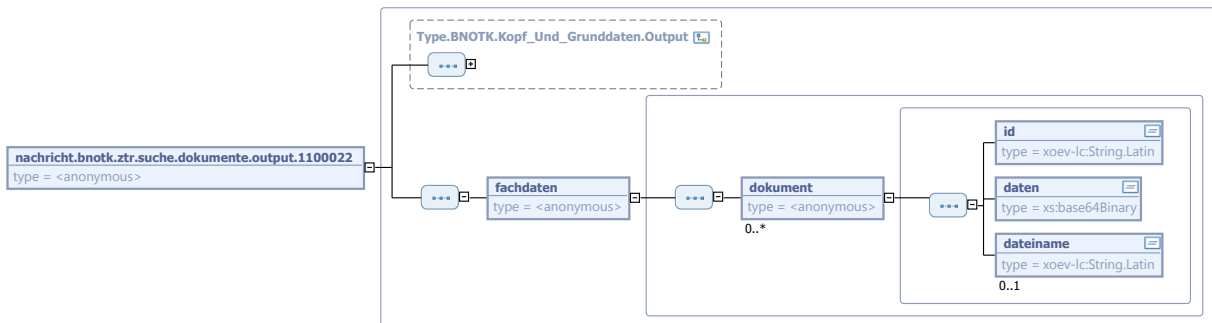 Type.BNOTK.Kopf_Und_Grunddaten.Output
nachricht.bnotk.ztr.suche.dokumente.output.1100022
type = <anonymous>
fachdaten
type = <anonymous>
dokument
type = <anonymous>
0..*
id
type = xoev-lc:String.Latin
daten
type = xs:base64Binary
dateiname
type = xoev-lc:String.Latin
0..1